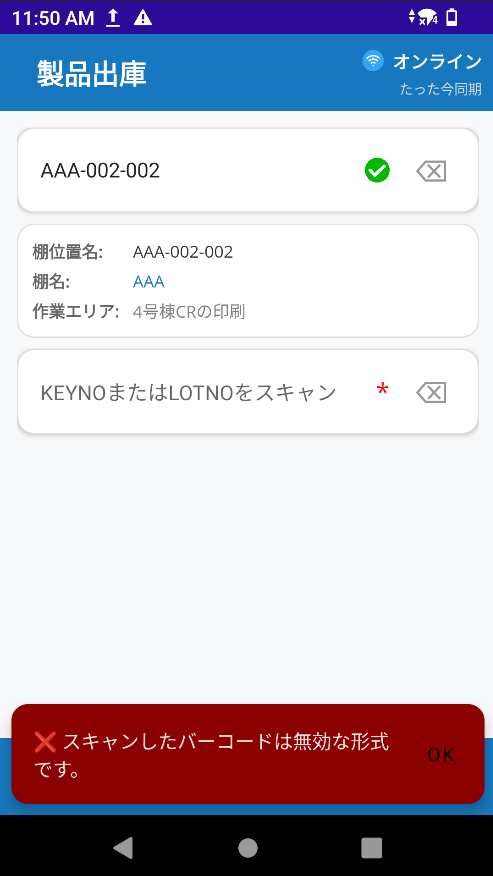 11:50 AM
製品出庫
オンライン
たった今同期
AAA-002-002
棚位置名: AAA-002-002
棚名: AAA
作業エリア: 4号棟CRの印刷
KEYNOまたはLOTNOをスキャン *
❌ スキャンしたバーコードは無効な形式
です。
OK